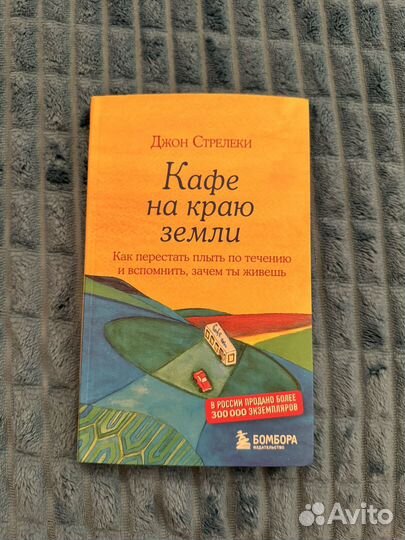 Джон Стрелеки
Кафе
на краю
земли
Как перестать плыть по течению
и вспомнить, зачем ты живешь
В РОССИИ ПРОДАНО БОЛЕЕ
300 000 ЭКЗЕМПЛЯРОВ
БОМБОРА
ИЗДАТЕЛЬСТВО
Avito